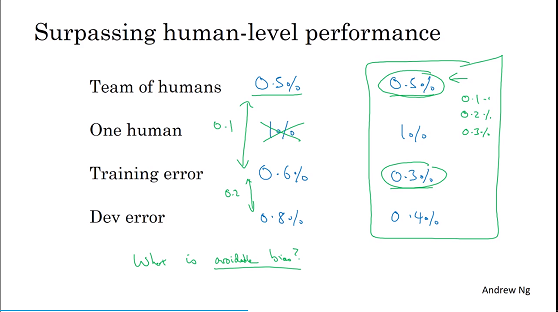 Surpassing human-level performance
Team of humans 0.5% 0.5%
0.1
0.2%
0.3%
One human 0.1 1% 1%
Training error 0.6% 0.3%
0.2
Dev error 0.8% 0.4%
What is avoidable bias?
Andrew Ng